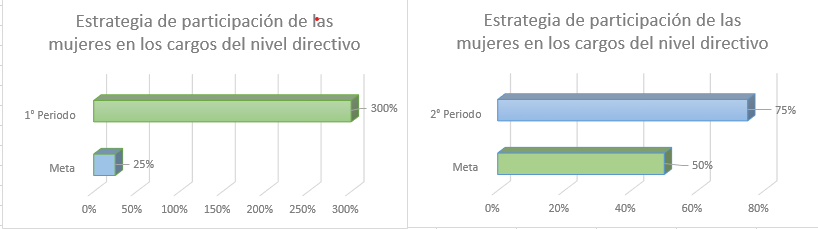 Estrategia de participación de las
mujeres en los cargos del nivel directivo
1° Periodo
300%
Meta
25%
0%
50%
100%
150%
200%
250%
300%
Estrategia de participación de las
mujeres en los cargos del nivel directivo
2° Periodo
75%
Meta
50%
0%
20%
40%
60%
80%